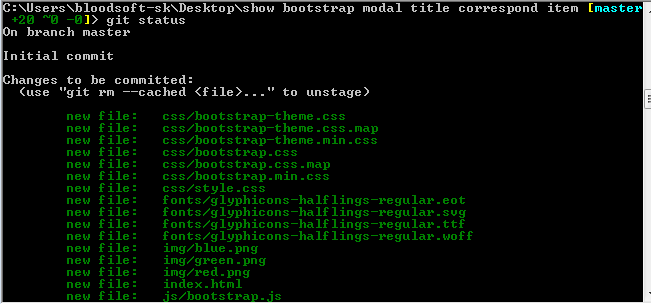 C:\Users\bloodsoft-sk\Desktop\show bootstrap modal title correspond item [master
+20 ~0 -0]> git status
On branch master
Initial commit
Changes to be committed:
(use "git rm --cached <file>..." to unstage)
new file: css/bootstrap-theme.css
new file: css/bootstrap-theme.css.map
new file: css/bootstrap-theme.min.css
new file: css/bootstrap.css
new file: css/bootstrap.css.map
new file: css/bootstrap.min.css
new file: css/style.css
new file: fonts/glyphicons-halflings-regular.eot
new file: fonts/glyphicons-halflings-regular.svg
new file: fonts/glyphicons-halflings-regular.ttf
new file: fonts/glyphicons-halflings-regular.woff
new file: img/blue.png
new file: img/green.png
new file: img/red.png
new file: index.html
new file: js/bootstrap.js